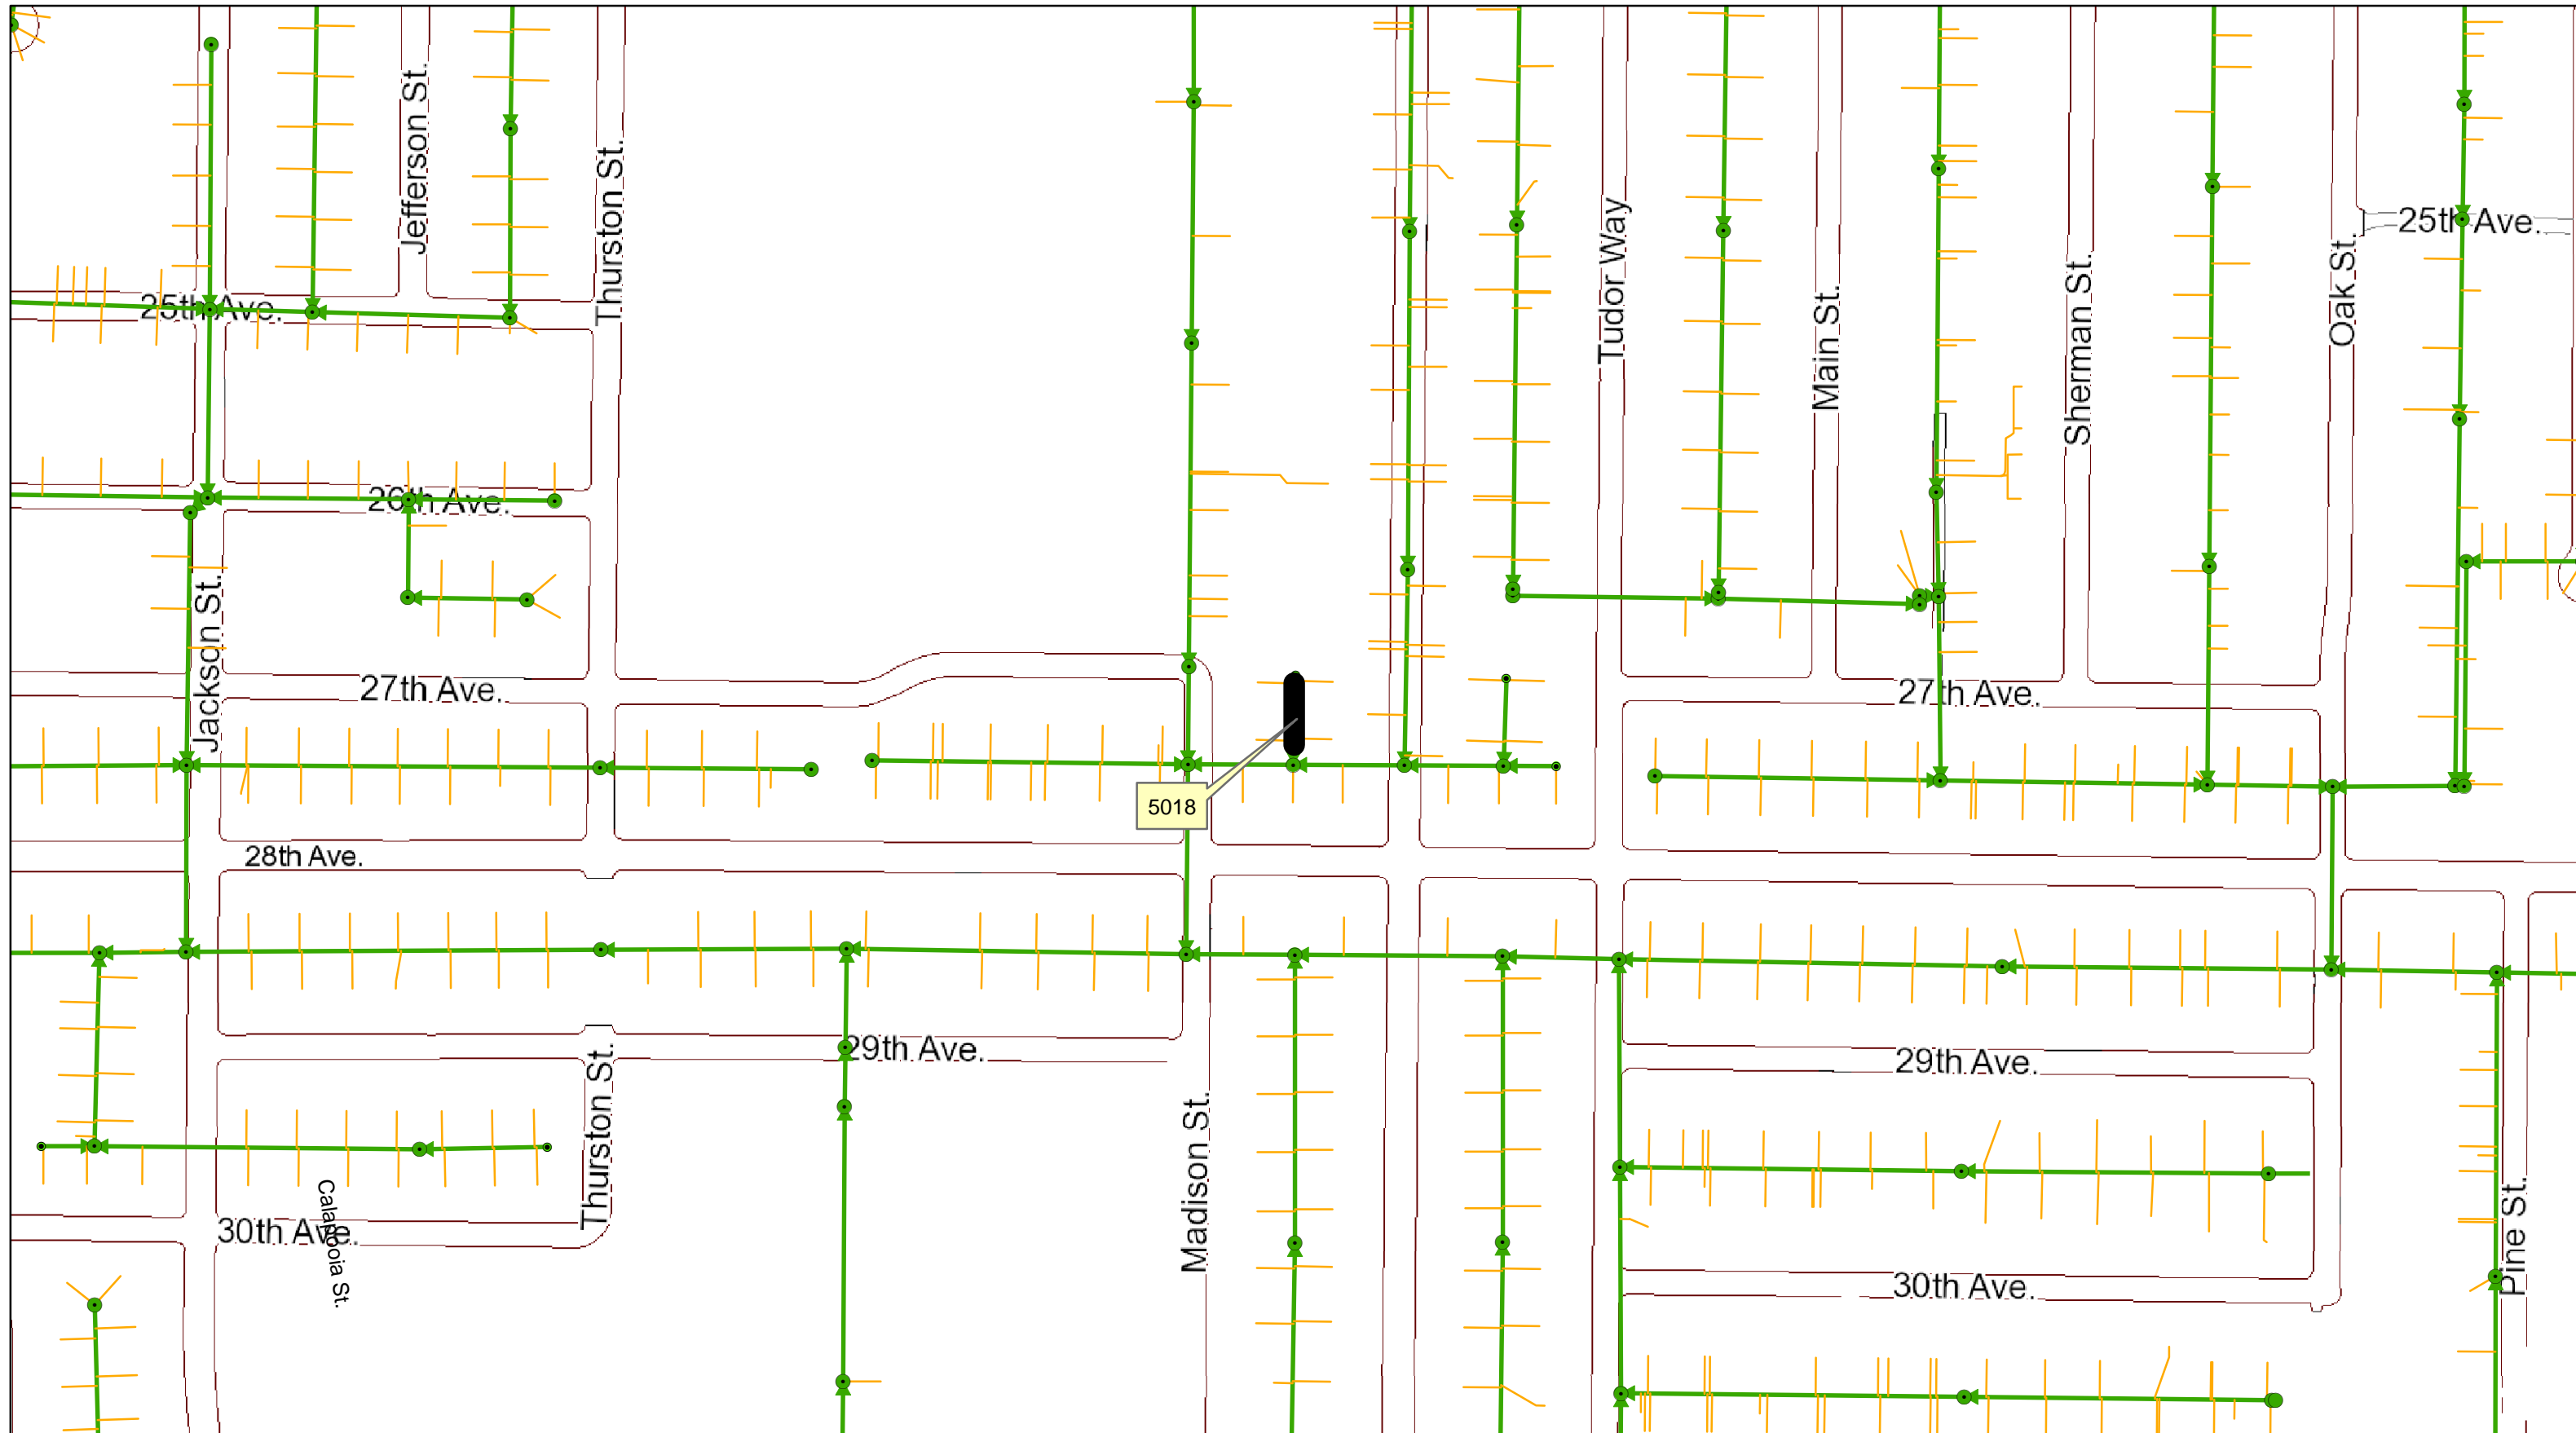 Jefferson St.
Thurston St.
Tudor Way
Main St.
Sherman St.
Oak St.
25th Ave.
25th Ave.
26th Ave.
Jackson St.
27th Ave.
27th Ave.
5018
28th Ave.
29th Ave.
29th Ave.
Thurston St.
Madison St.
Pine St.
30th Ave.
Calapooia St.
30th Ave.